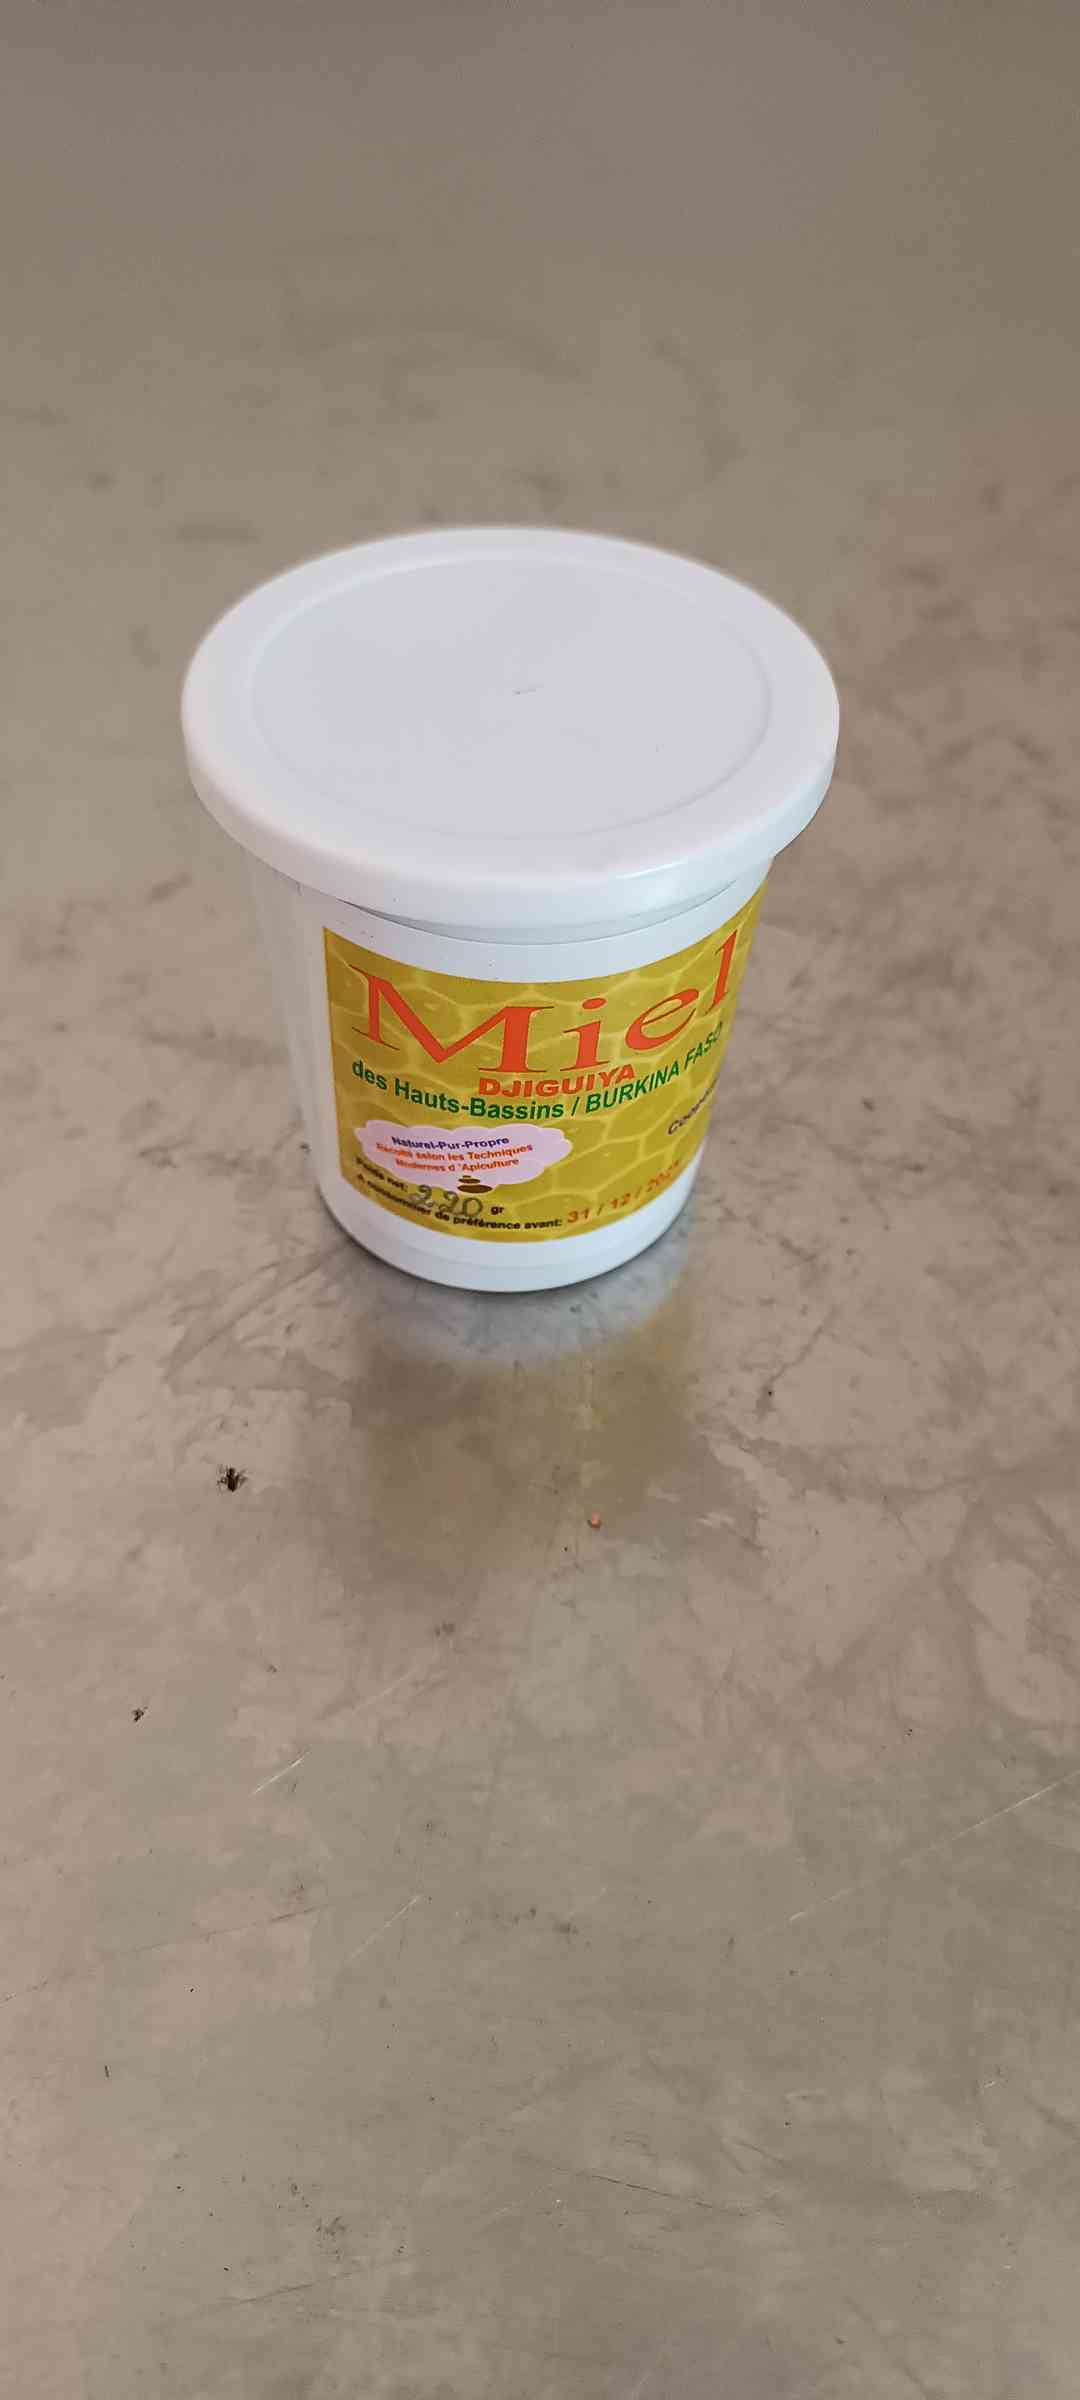 Miel
DJIGUIYA
des Hauts-Bassins / BURKINA FASO
Naturel-Pur-Propre
Récolté selon les Techniques
Modernes d'Apiculture
Poids net: 220 gr
A consommer de préférence avant: 31 / 12 /